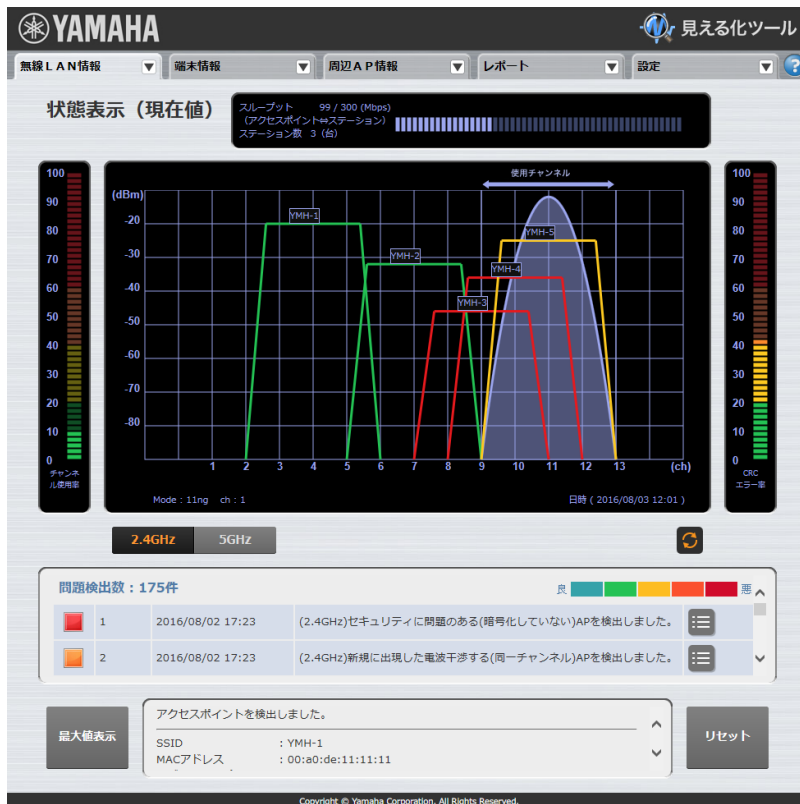 YAMAHA
見える化ツール
無線LAN情報
端末情報
周辺AP情報
レポート
設定
?
状態表示（現在値）
スループット 99 / 300 (Mbps)
（アクセスポイント⇔ステーション）
ステーション数 3（台）
100
90
80
70
60
50
40
30
20
10
0
チャンネ
ル使用率
使用チャンネル
(dBm)
-20
-30
-40
-50
-60
-70
-80
YMH-1
YMH-2
YMH-3
YMH-4
YMH-5
1 2 3 4 5 6 7 8 9 10 11 12 13 (ch)
Mode : 11ng ch : 1
日時 ( 2016/08/03 12:01 )
100
90
80
70
60
50
40
30
20
10
0
CRC
エラー率
2.4GHz 5GHz
問題検出数：175件
良 悪
1 2016/08/02 17:23 (2.4GHz)セキュリティに問題のある(暗号化していない)APを検出しました。
2 2016/08/02 17:23 (2.4GHz)新規に出現した電波干渉する(同一チャンネル)APを検出しました。
最大値表示
アクセスポイントを検出しました。
SSID : YMH-1
MACアドレス : 00:a0:de:11:11:11
リセット
Copyright © Yamaha Corporation. All Rights Reserved.